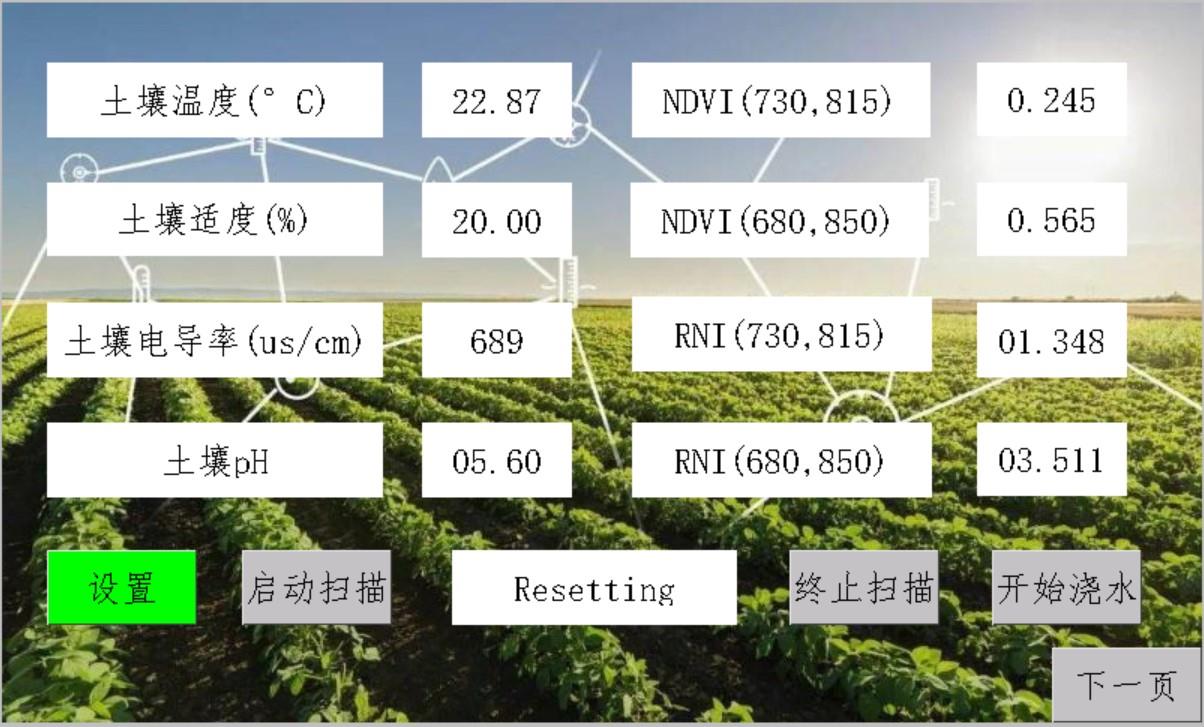 土壤温度(° C) 22.87 NDVI(730,815) 0.245
土壤适度(%) 20.00 NDVI(680,850) 0.565
土壤电导率(us/cm) 689 RNI(730,815) 01.348
土壤pH 05.60 RNI(680,850) 03.511
设置 启动扫描 Resetting 终止扫描 开始浇水
下一页